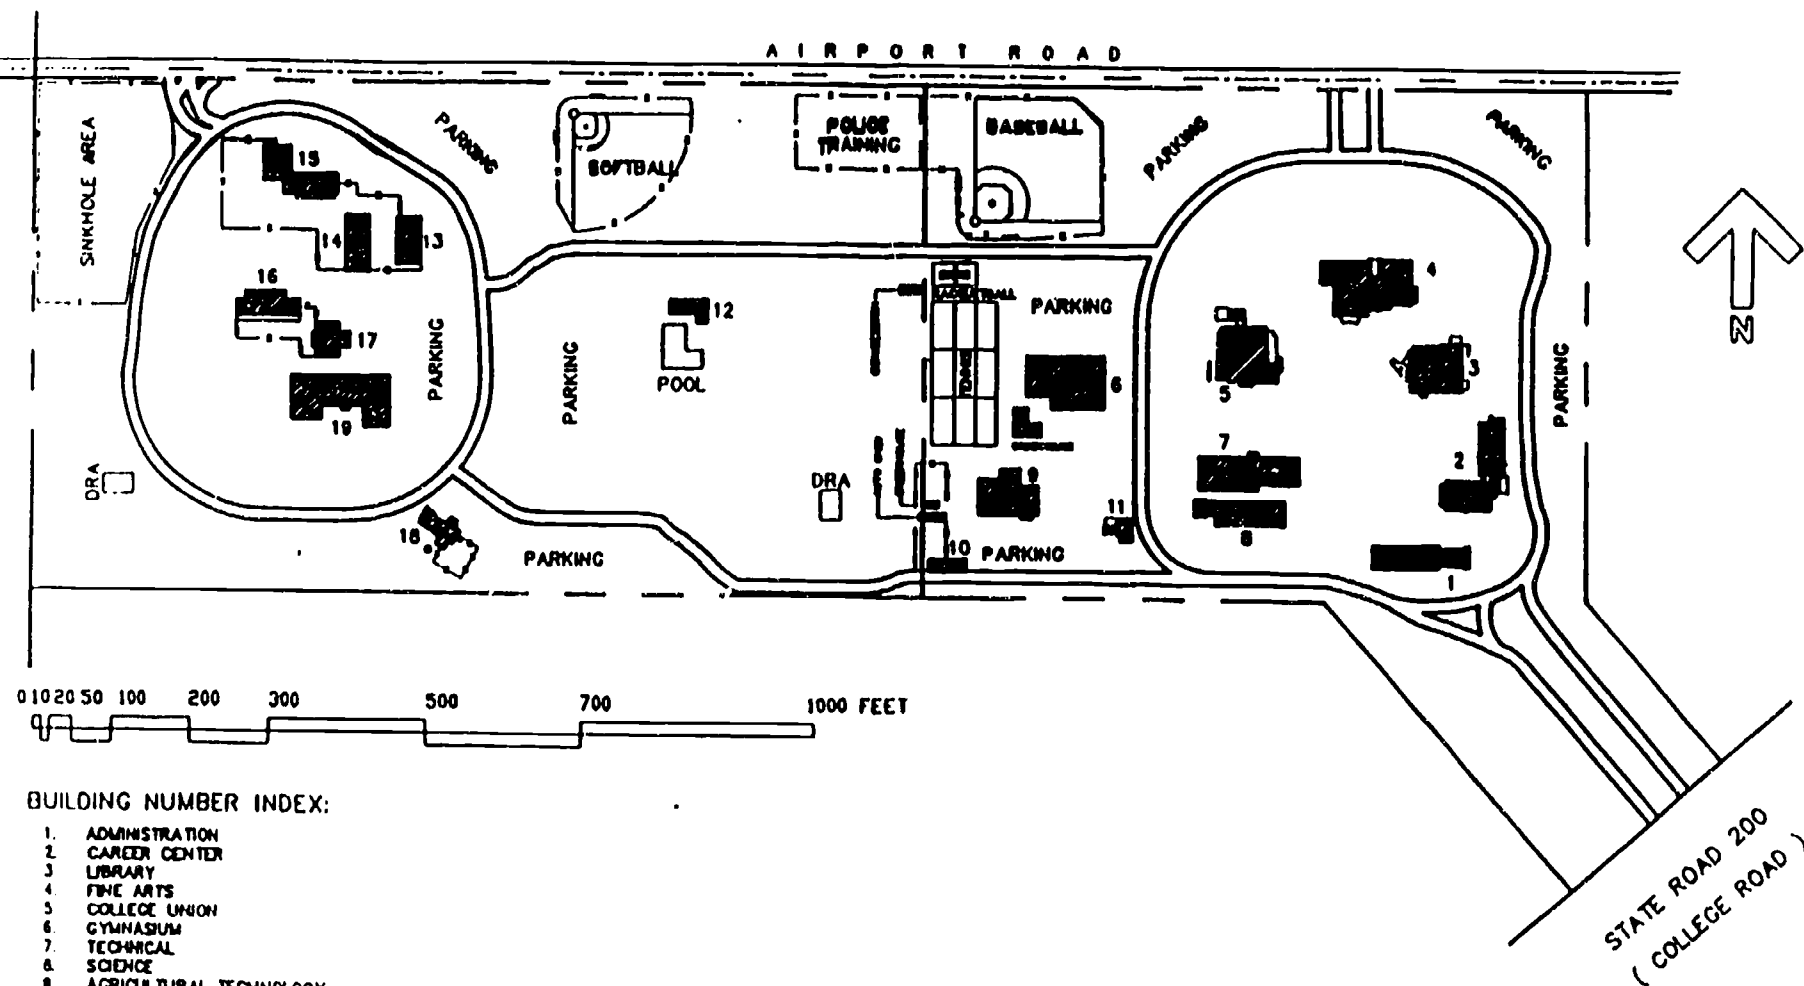 AIRPORT ROAD
SINKHOLE AREA
PARKING
SOFTBALL
POLICE
TRAINING
BASEBALL
PARKING
PARKING
15
14
13
16
17
19
PARKING
PARKING
12
POOL
RACQUETBALL
PARKING
TENNIS
6
4
5
3
PARKING
7
2
8
1
9
11
10
PARKING
DRA
DRA
18
PARKING
N
0 10 20 50 100 200 300 500 700 1000 FEET
STATE ROAD 200
( COLLEGE ROAD )
BUILDING NUMBER INDEX:
1. ADMINISTRATION
2. CAREER CENTER
3 LIBRARY
4. FINE ARTS
5 COLLEGE UNION
6. GYMNASIUM
7. TECHNICAL
8. SCIENCE
AGRICULTURAL TECHNOLOGY